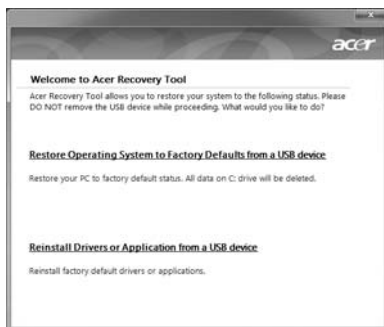 acer
Welcome to Acer Recovery Tool
Acer Recovery Tool allows you to restore your system to the following status. Please
DO NOT remove the USB device while proceeding. What would you like to do?
Restore Operating System to Factory Defaults from a USB device
Restore your PC to factory default status. All data on C: drive will be deleted.
Reinstall Drivers or Application from a USB device
Reinstall factory default drivers or applications.